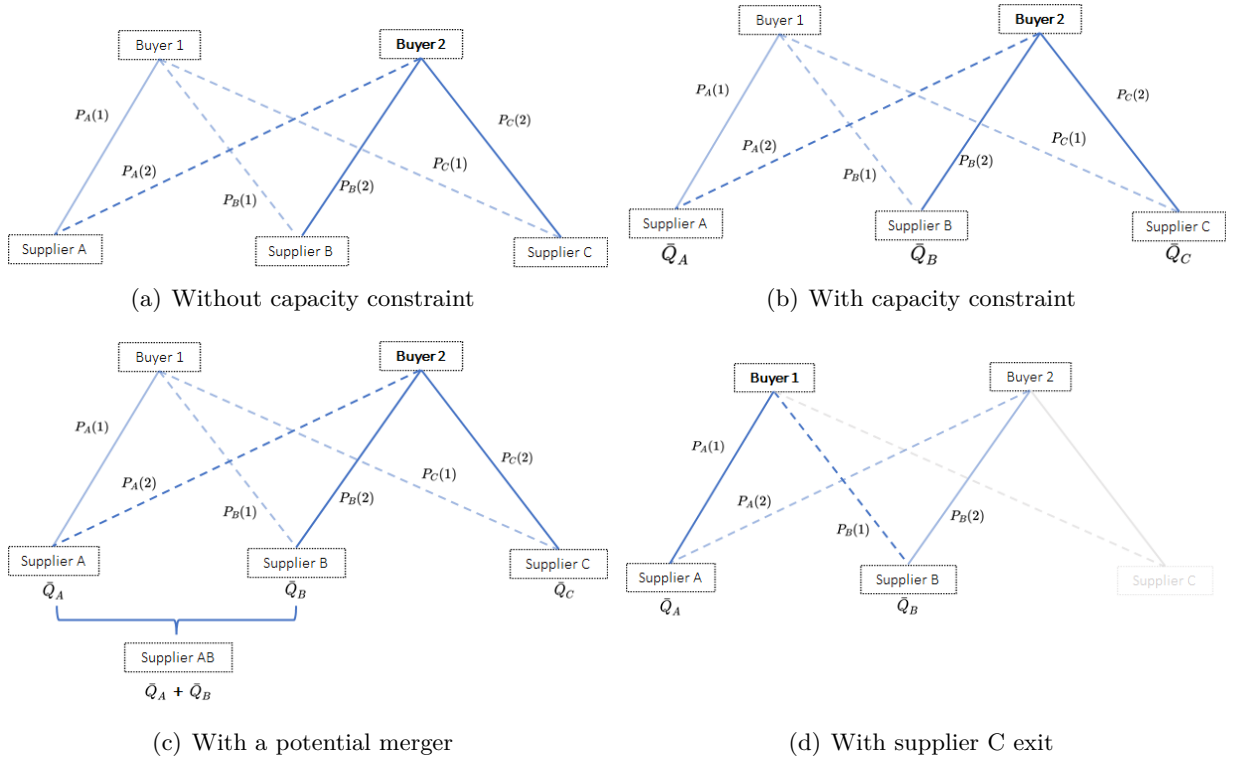 Buyer 1
Buyer 2
P_A(1)
P_A(2)
P_B(1)
P_B(2)
P_C(1)
P_C(2)
Supplier A
Supplier B
Supplier C
(a) Without capacity constraint
Buyer 1
Buyer 2
P_A(1)
P_A(2)
P_B(1)
P_B(2)
P_C(1)
P_C(2)
Supplier A
Supplier B
Supplier C
Q̄_A
Q̄_B
Q̄_C
(b) With capacity constraint
Buyer 1
Buyer 2
P_A(1)
P_A(2)
P_B(1)
P_B(2)
P_C(1)
P_C(2)
Supplier A
Supplier B
Supplier C
Q̄_A
Q̄_B
Q̄_C
Supplier AB
Q̄_A + Q̄_B
(c) With a potential merger
Buyer 1
Buyer 2
P_A(1)
P_A(2)
P_B(1)
P_B(2)
Supplier A
Supplier B
Supplier C
Q̄_A
Q̄_B
(d) With supplier C exit